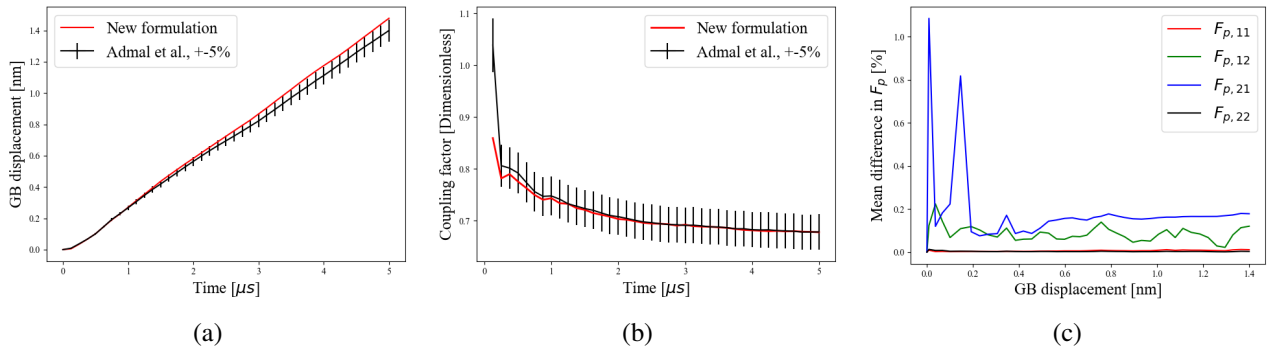 New formulation
Admal et al., +-5%
GB displacement [nm]
1.4
1.2
1.0
0.8
0.6
0.4
0.2
0.0
0
1
2
3
4
5
Time [μs]
(a)
New formulation
Admal et al., +-5%
Coupling factor [Dimensionless]
1.1
1.0
0.9
0.8
0.7
0
1
2
3
4
5
Time [μs]
(b)
F_{p, 11}
F_{p, 12}
F_{p, 21}
F_{p, 22}
Mean difference in F_p [%]
1.0
0.8
0.6
0.4
0.2
0.0
0.0
0.2
0.4
0.6
0.8
1.0
1.2
1.4
GB displacement [nm]
(c)